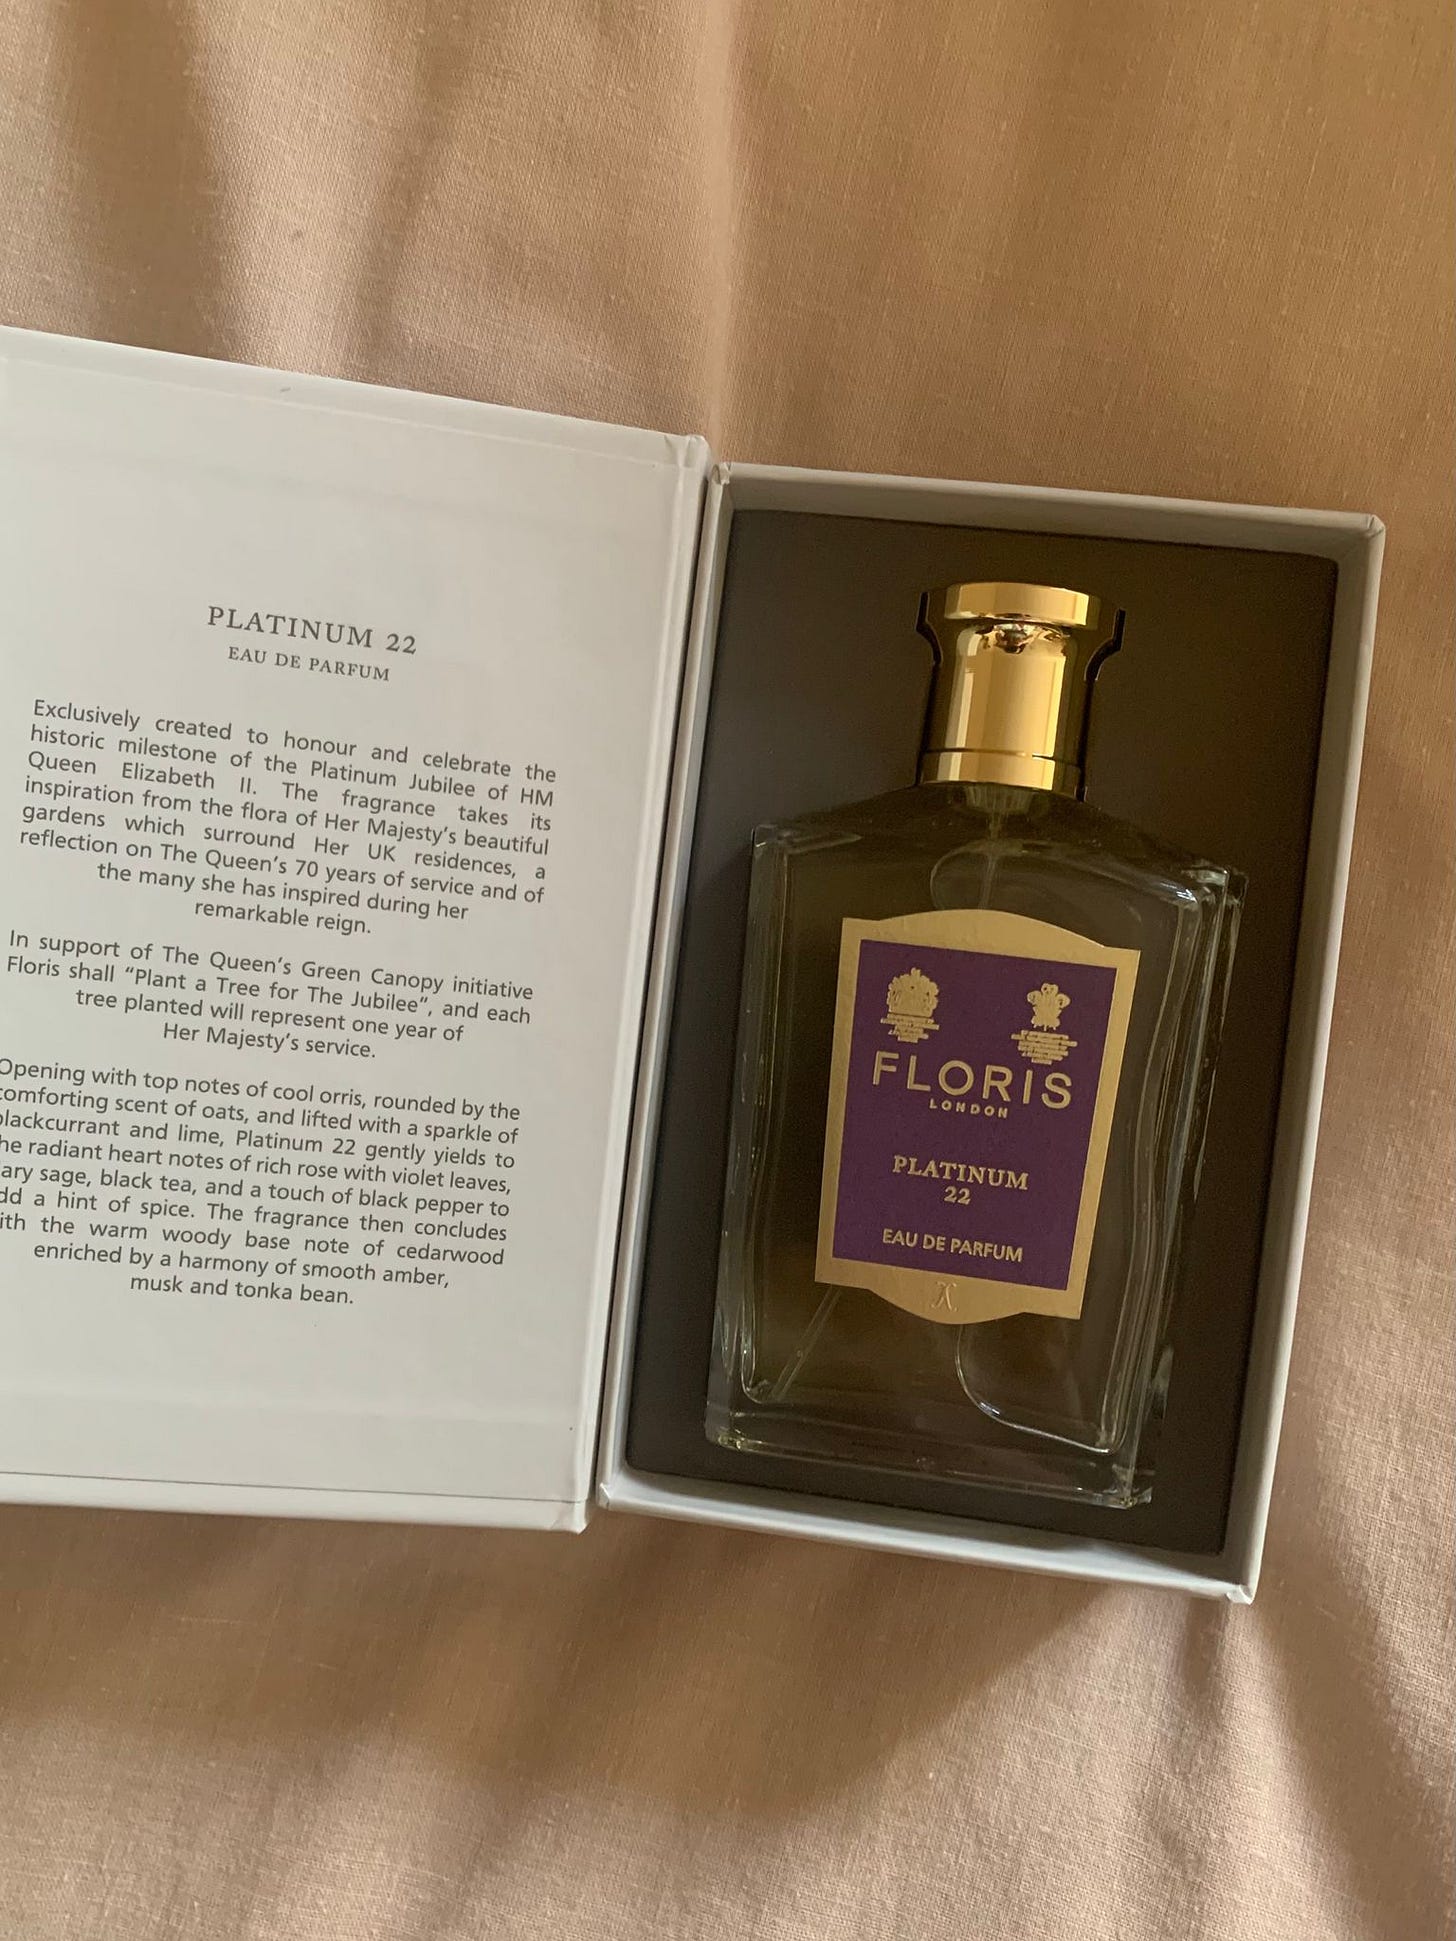 PLATINUM 22
EAU DE PARFUM
Exclusively created to honour and celebrate the
historic milestone of the Platinum Jubilee of HM
Queen Elizabeth II. The fragrance takes its
inspiration from the flora of Her Majesty's beautiful
gardens which surround Her UK residences, a
reflection on The Queen's 70 years of service and of
the many she has inspired during her
remarkable reign.
In support of The Queen's Green Canopy initiative
Floris shall "Plant a Tree for The Jubilee", and each
tree planted will represent one year of
Her Majesty's service.
Opening with top notes of cool orris, rounded by the
comforting scent of oats, and lifted with a sparkle of
blackcurrant and lime, Platinum 22 gently yields to
he radiant heart notes of rich rose with violet leaves,
ary sage, black tea, and a touch of black pepper to
dd a hint of spice. The fragrance then concludes
ith the warm woody base note of cedarwood
enriched by a harmony of smooth amber,
musk and tonka bean.
FLORIS
LONDON
PLATINUM
22
EAU DE PARFUM